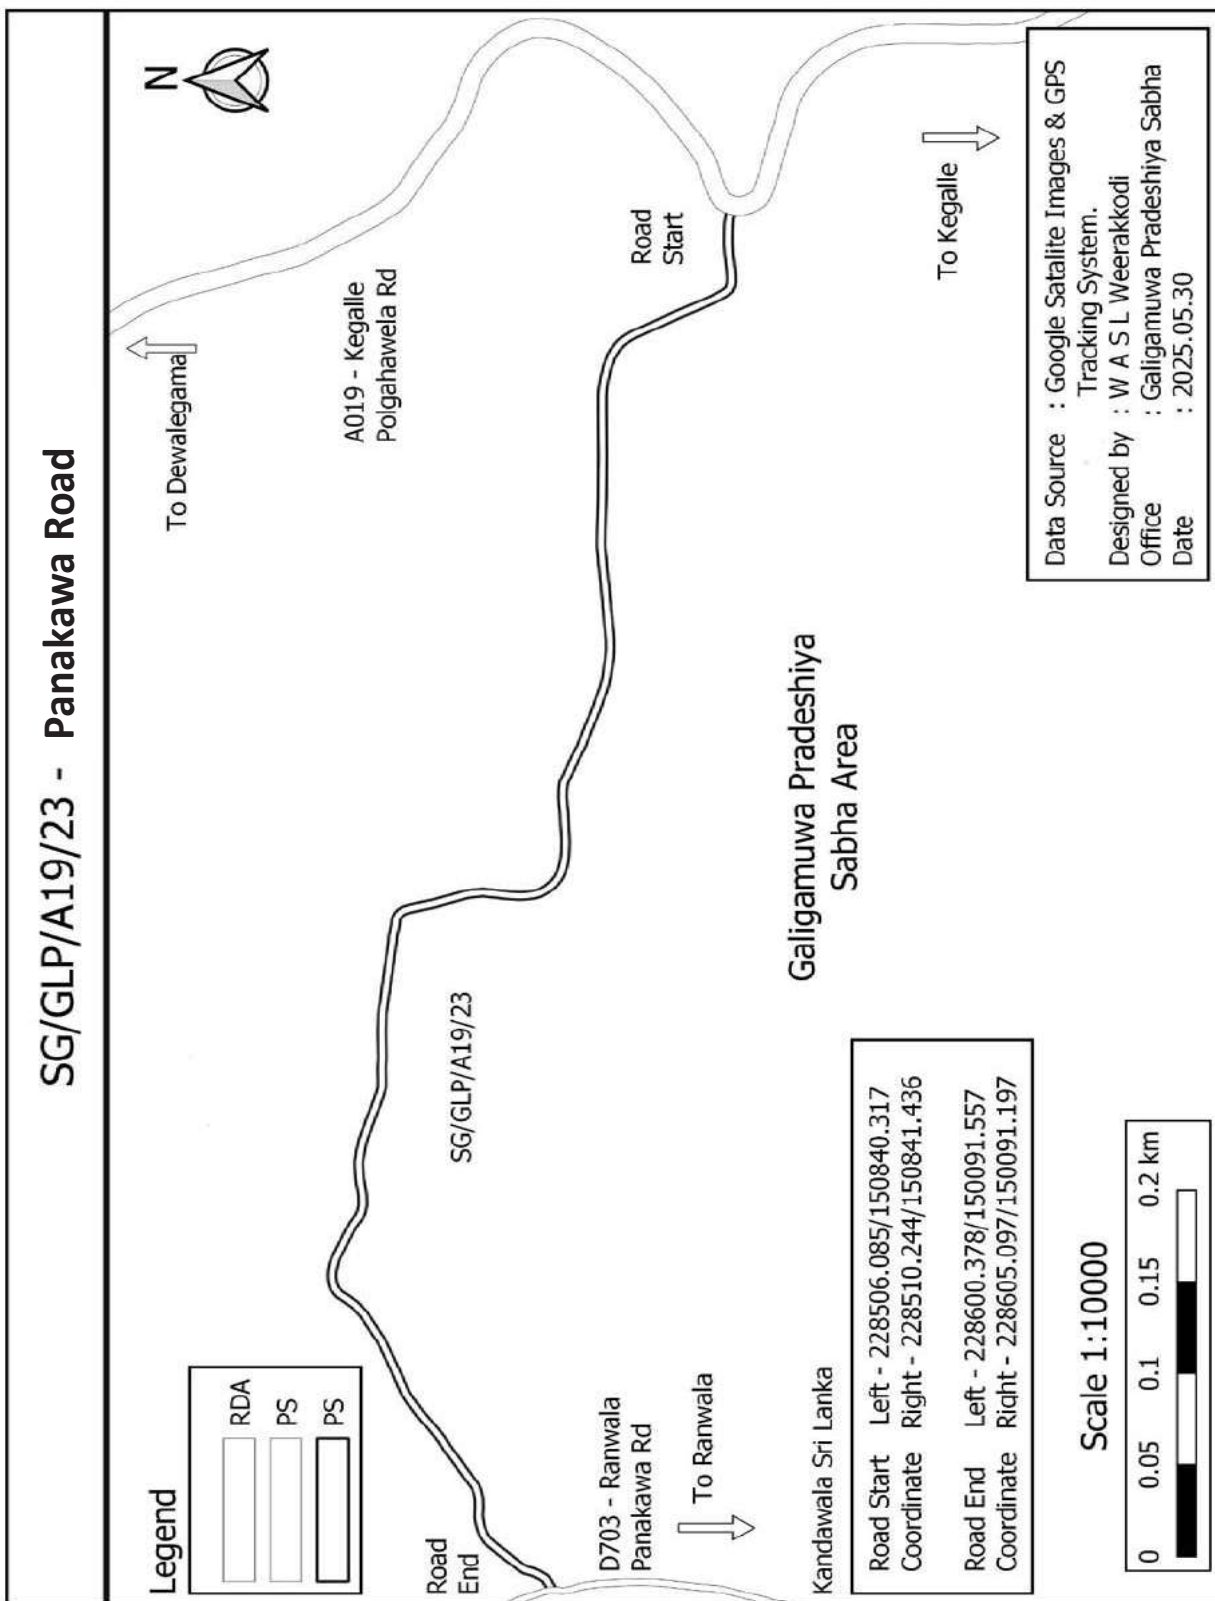 SG/GLP/A19/23 - Panakawa Road
N
To Dewalegama
A019 - Kegalle
Polgahawela Rd
Road
Start
To Kegalle
Legend
RDA
PS
PS
SG/GLP/A19/23
Road
End
D703 - Ranwala
Panakawa Rd
To Ranwala
Galigamuwa Pradeshiya
Sabha Area
Kandawala Sri Lanka
Road Start Left - 228506.085/150840.317
Coordinate Right - 228510.244/150841.436
Road End Left - 228600.378/150091.557
Coordinate Right - 228605.097/150091.197
Scale 1:10000
0 0.05 0.1 0.15 0.2 km
Data Source : Google Satalite Images & GPS
Tracking System.
Designed by : W A S L Weerakkodi
Office : Galigamuwa Pradeshiya Sabha
Date : 2025.05.30